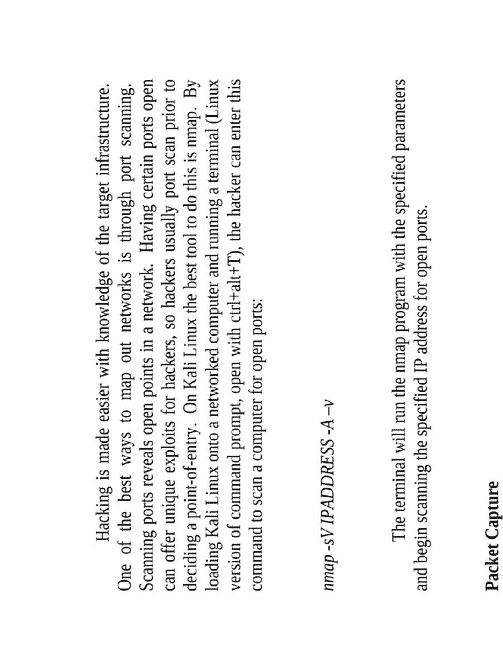 Hacking is made easier with knowledge of the target infrastructure.
One of the best ways to map out networks is through port scanning.
Scanning ports reveals open points in a network. Having certain ports open
can offer unique exploits for hackers, so hackers usually port scan prior to
deciding a point-of-entry. On Kali Linux the best tool to do this is nmap. By
loading Kali Linux onto a networked computer and running a terminal (Linux
version of command prompt, open with ctrl+alt+T), the hacker can enter this
command to scan a computer for open ports:
nmap -sV IPADDRESS -A –v
The terminal will run the nmap program with the specified parameters
and begin scanning the specified IP address for open ports.
Packet Capture